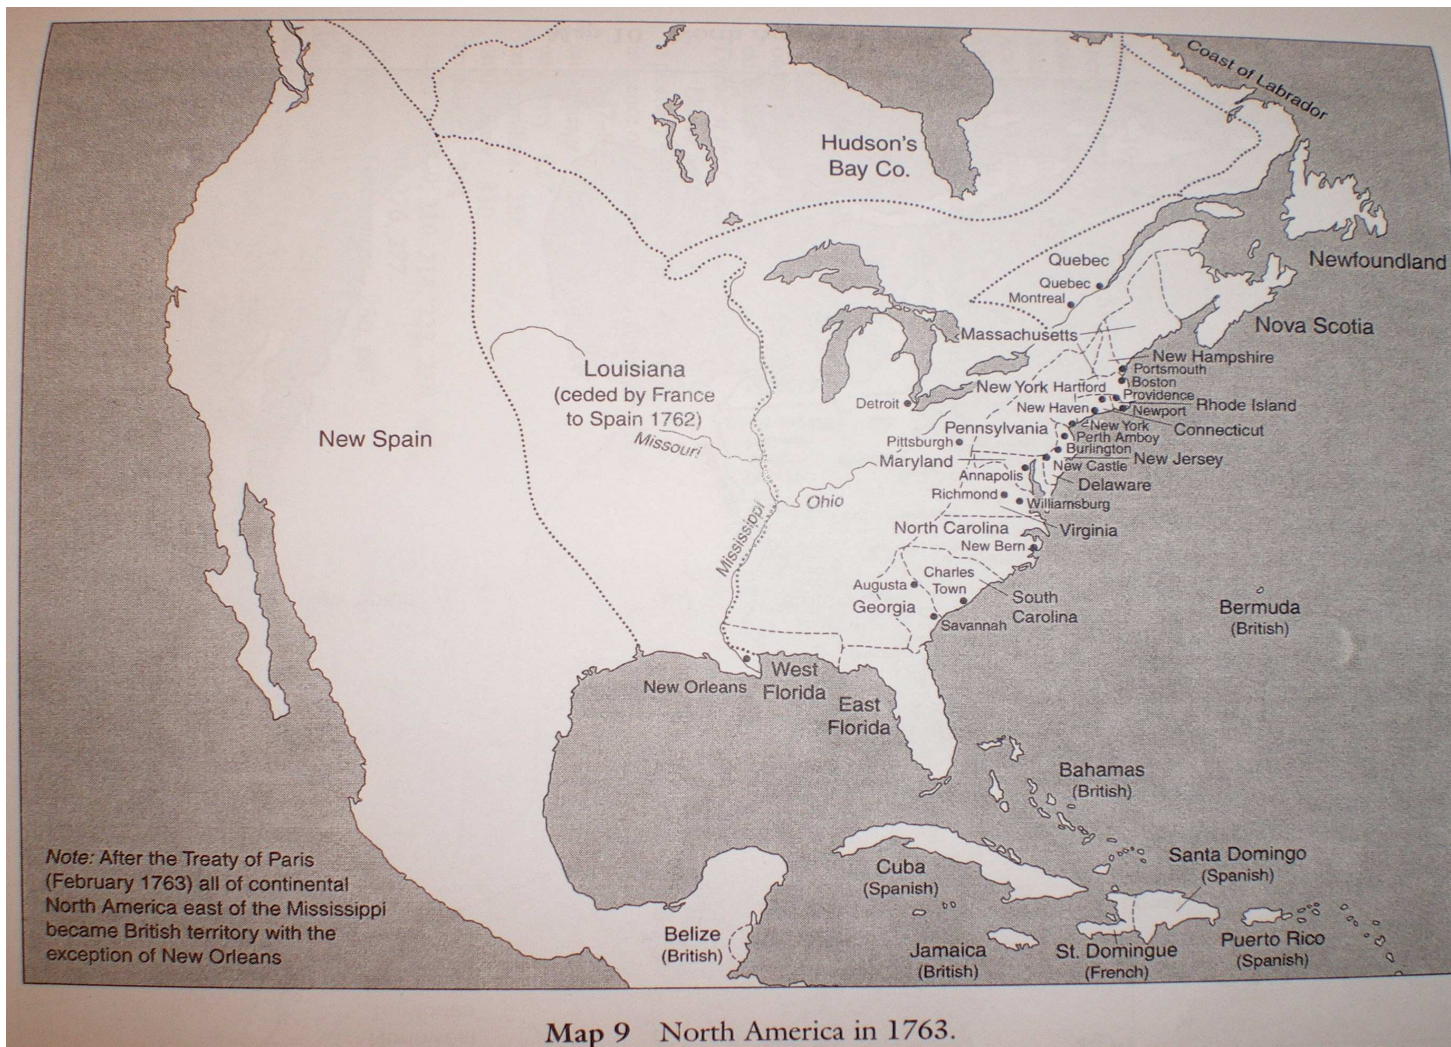 Coast of Labrador
Hudson's
Bay Co.
Newfoundland
Quebec
Quebec
Montreal
Nova Scotia
Massachusetts
New Hampshire
Portsmouth
Boston
Providence
Newport
Rhode Island
New York
Hartford
New Haven
Connecticut
Louisiana
(ceded by France
to Spain 1762)
Missouri
New Spain
Detroit
Pennsylvania
New York
Perth Amboy
Burlington
New Jersey
Pittsburgh
Maryland
New Castle
Annapolis
Delaware
Richmond
Williamsburg
Virginia
Ohio
Mississippi
North Carolina
New Bern
Charles
Town
Augusta
Georgia
South
Carolina
Savannah
Bermuda
(British)
New Orleans
West
Florida
East
Florida
Bahamas
(British)
Cuba
(Spanish)
Santa Domingo
(Spanish)
Belize
(British)
Jamaica
(British)
St. Domingue
(French)
Puerto Rico
(Spanish)
Note: After the Treaty of Paris
(February 1763) all of continental
North America east of the Mississippi
became British territory with the
exception of New Orleans
Map 9 North America in 1763.